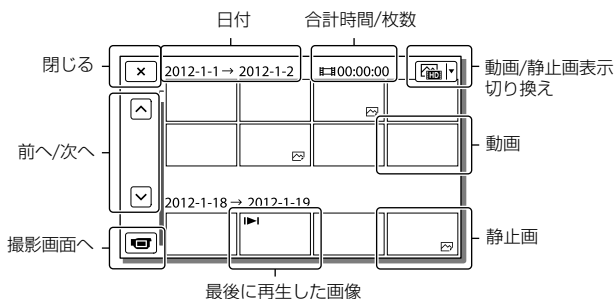 日付
合計時間/枚数
閉じる
2012-1-1→ 2012-1-2
00:00:00
HD
動画/静止画表示
切り換え
前へ/次へ
動画
2012-1-18→ 2012-1-19
撮影画面へ
静止画
最後に再生した画像